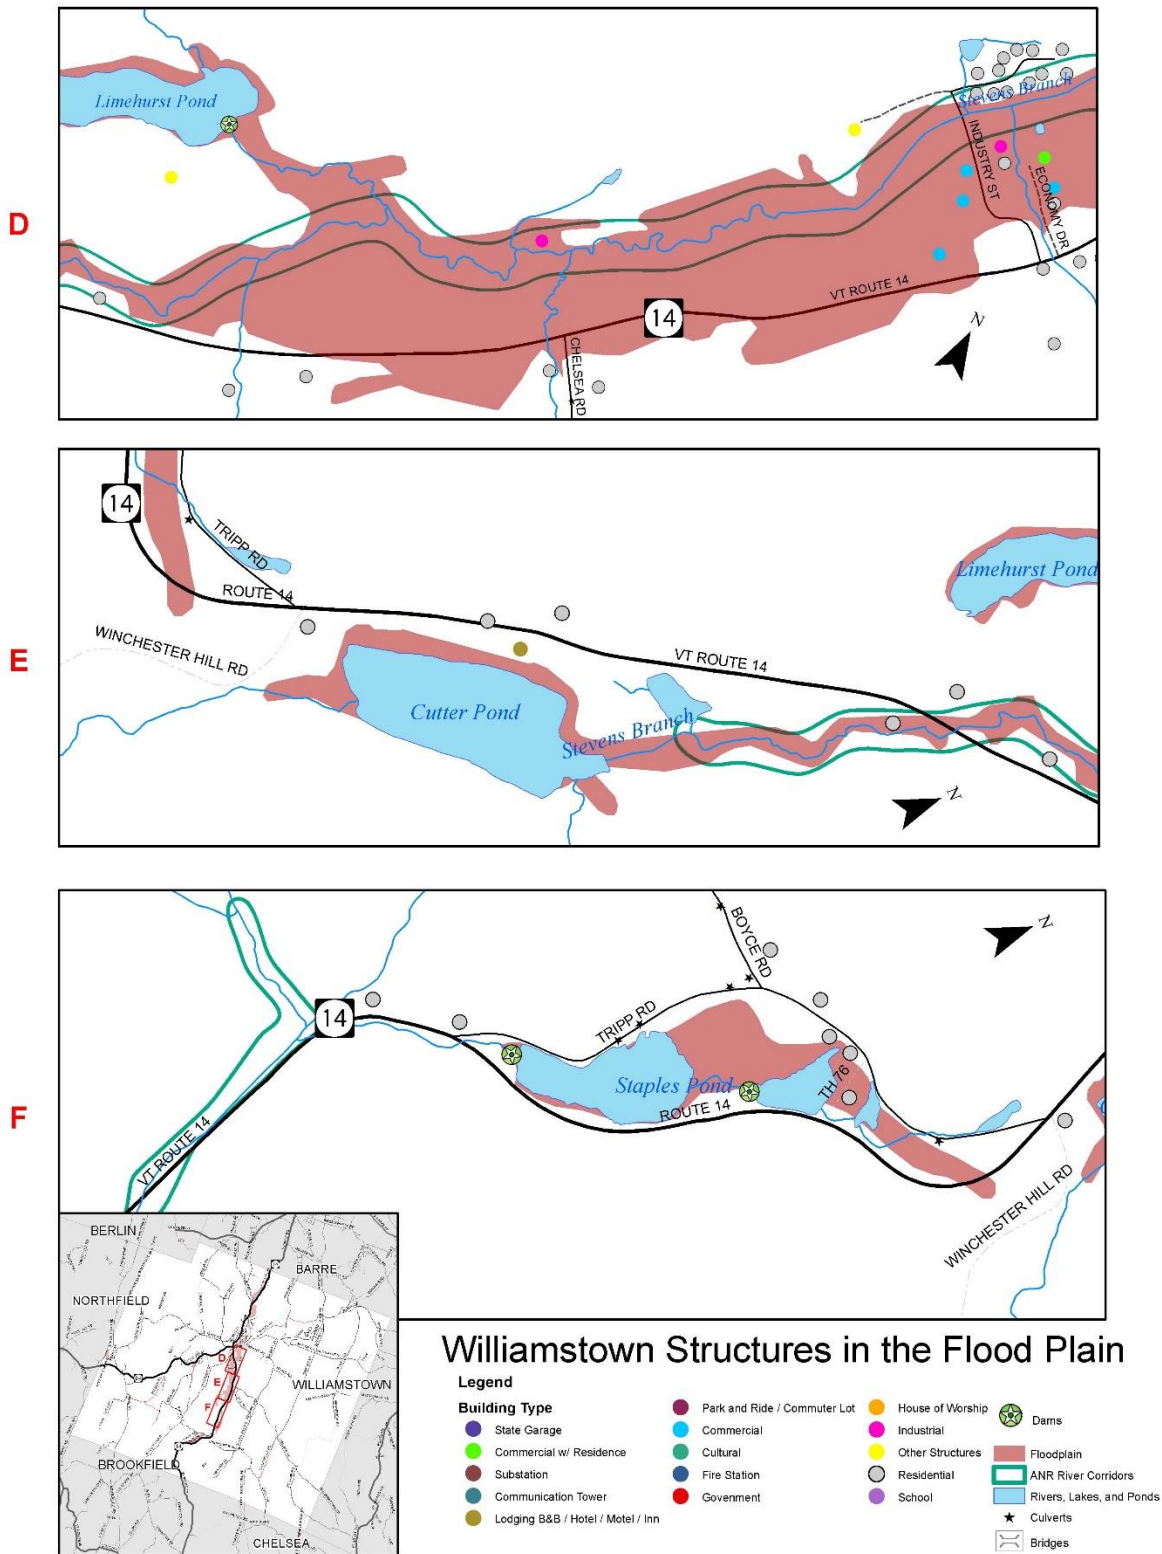 D
Limehurst Pond
Stevens Branch
INDUSTRY ST
ECONOMY DR
VT ROUTE 14
14
CHELSEA RD
N
E
14
TRIPP RD
ROUTE 14
WINCHESTER HILL RD
Limehurst Pond
VT ROUTE 14
Cutter Pond
Stevens Branch
N
F
BOYCE RD
N
14
TRIPP RD
Staples Pond
TH 76
ROUTE 14
VT ROUTE 14
WINCHESTER HILL RD
BERLIN
BARRE
NORTHFIELD
D
E
WILLIAMSTOWN
F
BROOKFIELD
CHELSEA
Williamstown Structures in the Flood Plain
Legend
Building Type
State Garage
Commercial w/ Residence
Substation
Communication Tower
Lodging B&B / Hotel / Motel / Inn
Park and Ride / Commuter Lot
Commercial
Cultural
Fire Station
Govenment
House of Worship
Industrial
Other Structures
Residential
School
Dams
Floodplain
ANR River Corridors
Rivers, Lakes, and Ponds
Culverts
Bridges